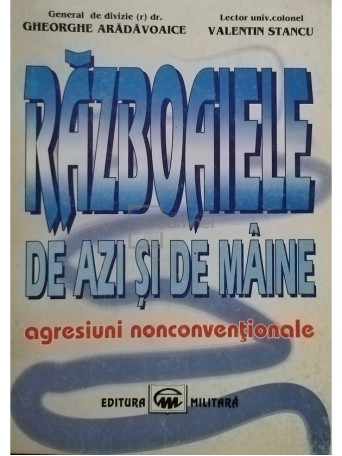 General de divizie (r) dr.
GHEORGHE ARĂDĂVOAICE
Lector univ.colonel
VALENTIN STANCU
RĂZBOAIELE
DE AZI ȘI DE MÂINE
agresiuni nonconvenţionale
EDITURA MILITARĂ